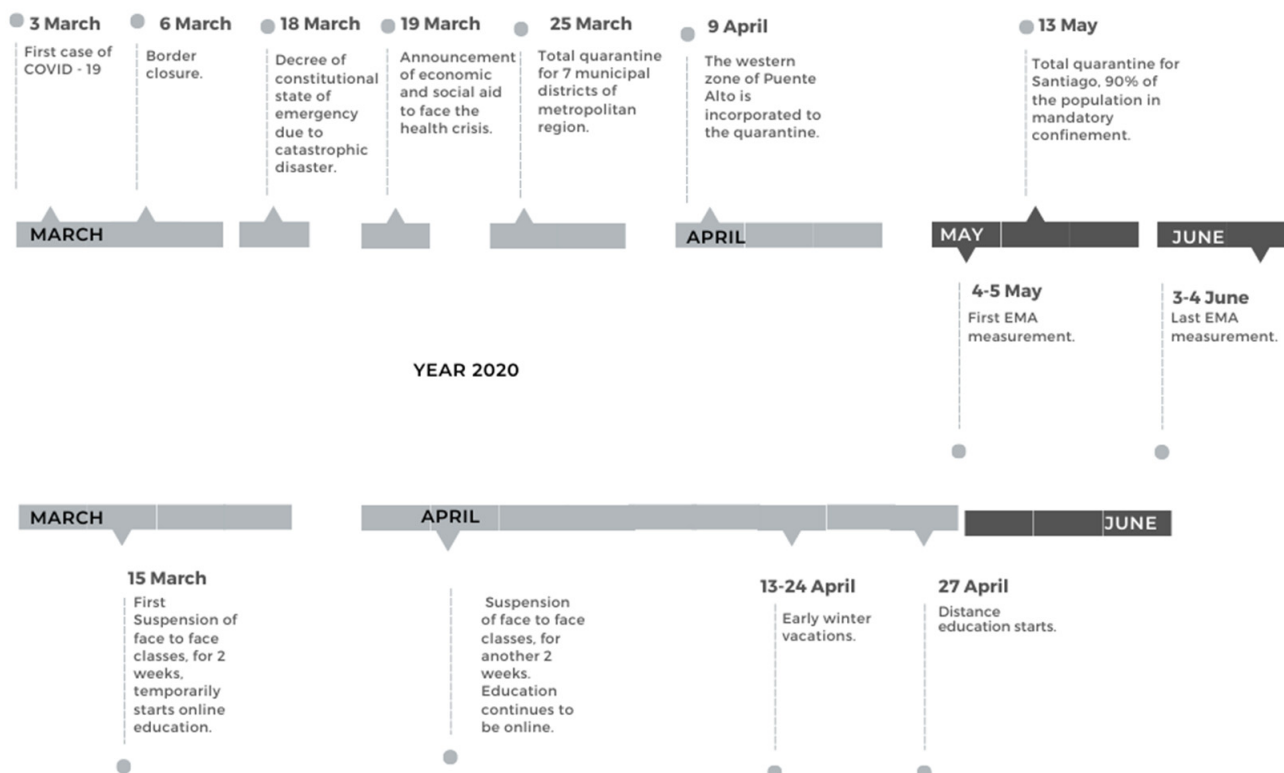 3 March
First case of
COVID - 19
6 March
Border
closure.
18 March
Decree of
constitutional
state of
emergency
due to
catastrophic
disaster.
19 March
Announcement
of economic
and social aid
to face the
health crisis.
25 March
Total quarantine
for 7 municipal
districts of
metropolitan
region.
9 April
The western
zone of Puente
Alto is
incorporated to
the quarantine.
13 May
Total quarantine for
Santiago, 90% of
the population in
mandatory
confinement.
MARCH
APRIL
MAY
JUNE
4-5 May
First EMA
measurement.
3-4 June
Last EMA
measurement.
YEAR 2020
MARCH
APRIL
JUNE
15 March
First
Suspension of
face to face
classes, for 2
weeks,
temporarily
starts online
education.
Suspension
of face to face
classes, for
another 2
weeks.
Education
continues to
be online.
13-24 April
Early winter
vacations.
27 April
Distance
education starts.